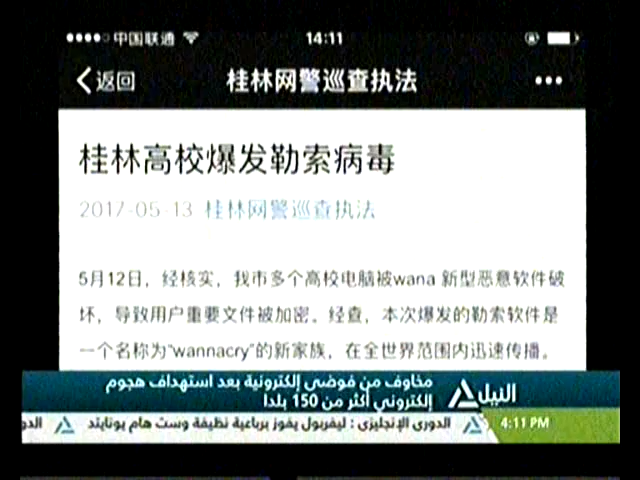 中国联通
14:11
返回
桂林网警巡查执法
桂林高校爆发勒索病毒
2017-05-13 桂林网警巡查执法
5月12日，经核实，我市多个高校电脑被wana 新型恶意软件破
坏，导致用户重要文件被加密。经查，本次爆发的勒索软件是
一个名称为“wannacry”的新家族，在全世界范围内迅速传播。
مخاوف من فوضى إلكترونية بعد استهداف هجوم
إلكتروني أكثر من 150 بلدا
النيل
الدورى الإنجليزى : ليفربول يفوز برباعية نظيفة وست هام يونايتد
الدو
4:11 PM